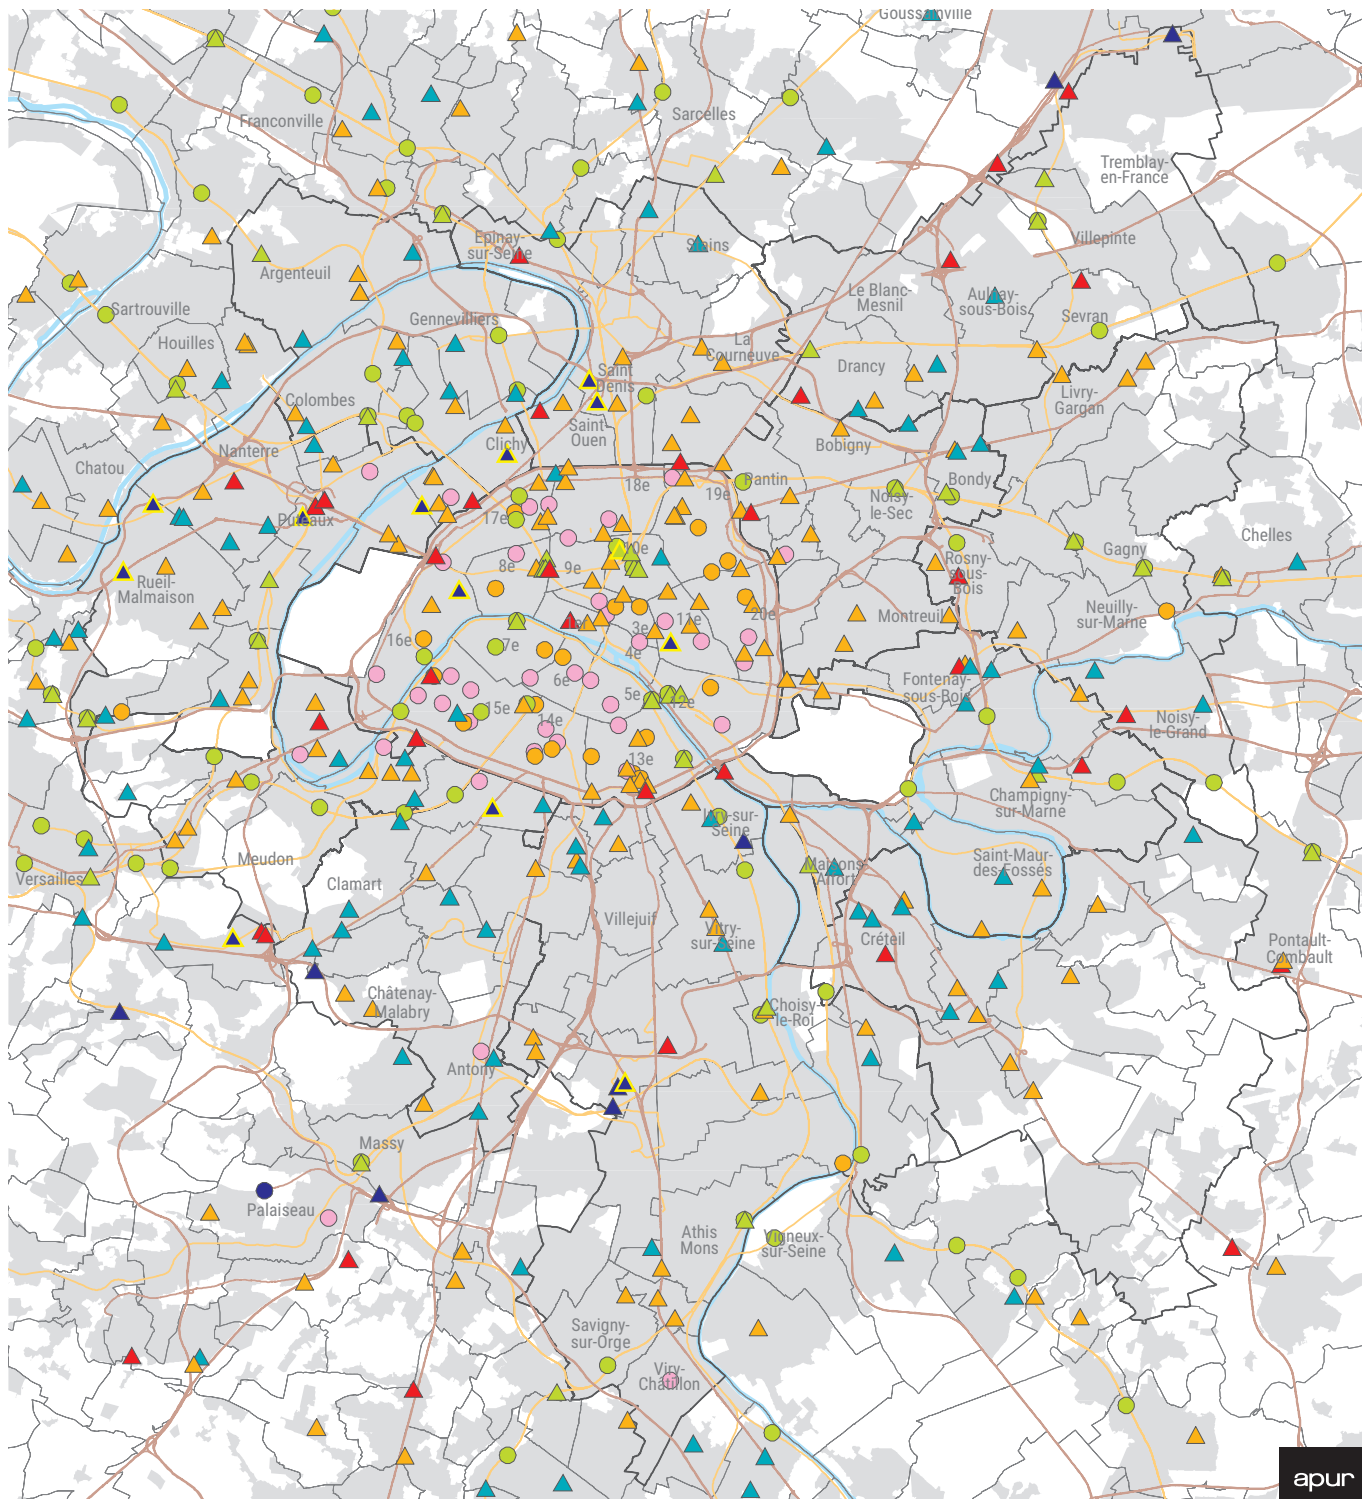 Goussainville
Franconville
Sarcelles
Tremblay-
en-France
Epinay-
sur-Seine
Stains
Villepinte
Argenteuil
Le Blanc-
Mesnil
Aulnay-
sous-Bois
Sartrouville
Gennevilliers
Sevran
Houilles
La
Courneuve
Saint
Denis
Drancy
Livry-
Gargan
Colombes
Saint-
Ouen
Clichy
Bobigny
Nanterre
Chatou
Pantin
Bondy
18e
19e
Noisy-
le-Sec
17e
Puteaux
Chelles
Gagny
10e
8e
9e
Rosny-
sous-
Bois
Rueil-
Malmaison
Neuilly-
sur-Marne
Montreuil
20e
11e
3e
16e
7e
4e
6e
Fontenay-
sous-Bois
5e
12e
15e
14e
Noisy-
le-Grand
13e
Champigny-
sur-Marne
Ivry-sur-
Seine
Meudon
Saint-Maur-
des-Fossés
Maisons-
Alfort
Versailles
Clamart
Villejuif
Vitry-
sur-Seine
Créteil
Pontault-
Combault
Châtenay-
Malabry
Choisy-
le-Roi
Antony
Massy
Palaiseau
Athis
Mons
Vigneux-
sur-Seine
Savigny-
sur-Orge
Viry-
Châtillon
apur